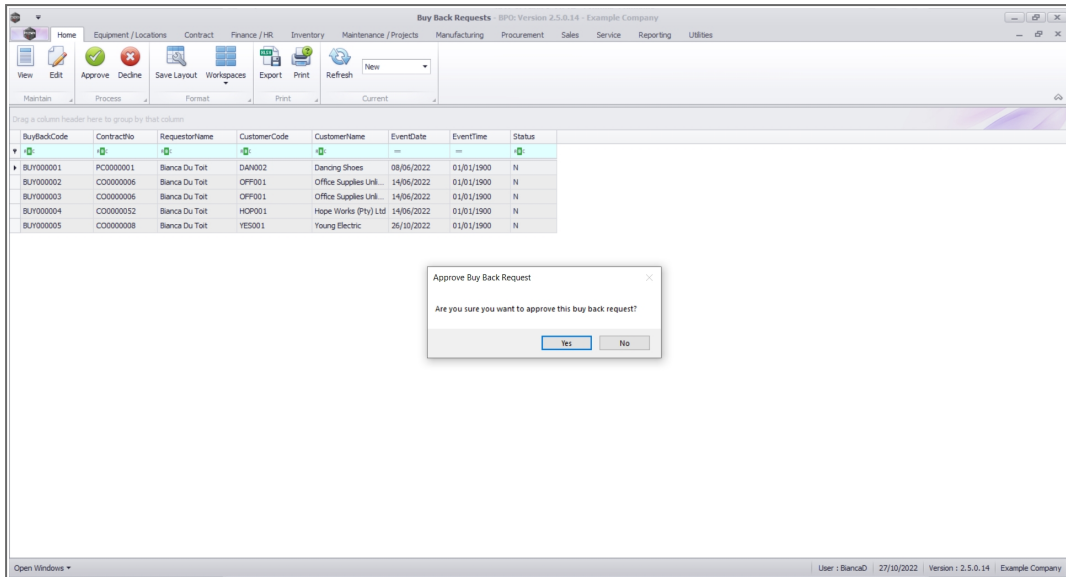 Buy Back Requests - BPO: Version 2.5.0.14 - Example Company
Home Equipment / Locations Contract Finance / HR Inventory Maintenance / Projects Manufacturing Procurement Sales Service Reporting Utilities
View Edit Approve Decline Save Layout Workspaces Export Print Refresh New
Maintain Process Format Print Current
Drag a column header here to group by that column
BuyBackCode ContractNo RequestorName CustomerCode CustomerName EventDate EventTime Status
BUY000001 PC0000001 Bianca Du Toit DAN002 Dancing Shoes 08/06/2022 01/01/1900 N
BUY000002 CO0000006 Bianca Du Toit OFF001 Office Supplies Unli... 14/06/2022 01/01/1900 N
BUY000003 CO0000006 Bianca Du Toit OFF001 Office Supplies Unli... 14/06/2022 01/01/1900 N
BUY000004 CO0000052 Bianca Du Toit HOP001 Hope Works (Pty) Ltd 14/06/2022 01/01/1900 N
BUY000005 CO0000008 Bianca Du Toit YES001 Young Electric 26/10/2022 01/01/1900 N
Approve Buy Back Request
Are you sure you want to approve this buy back request?
Yes No
Open Windows User : BiancaD 27/10/2022 Version : 2.5.0.14 Example Company